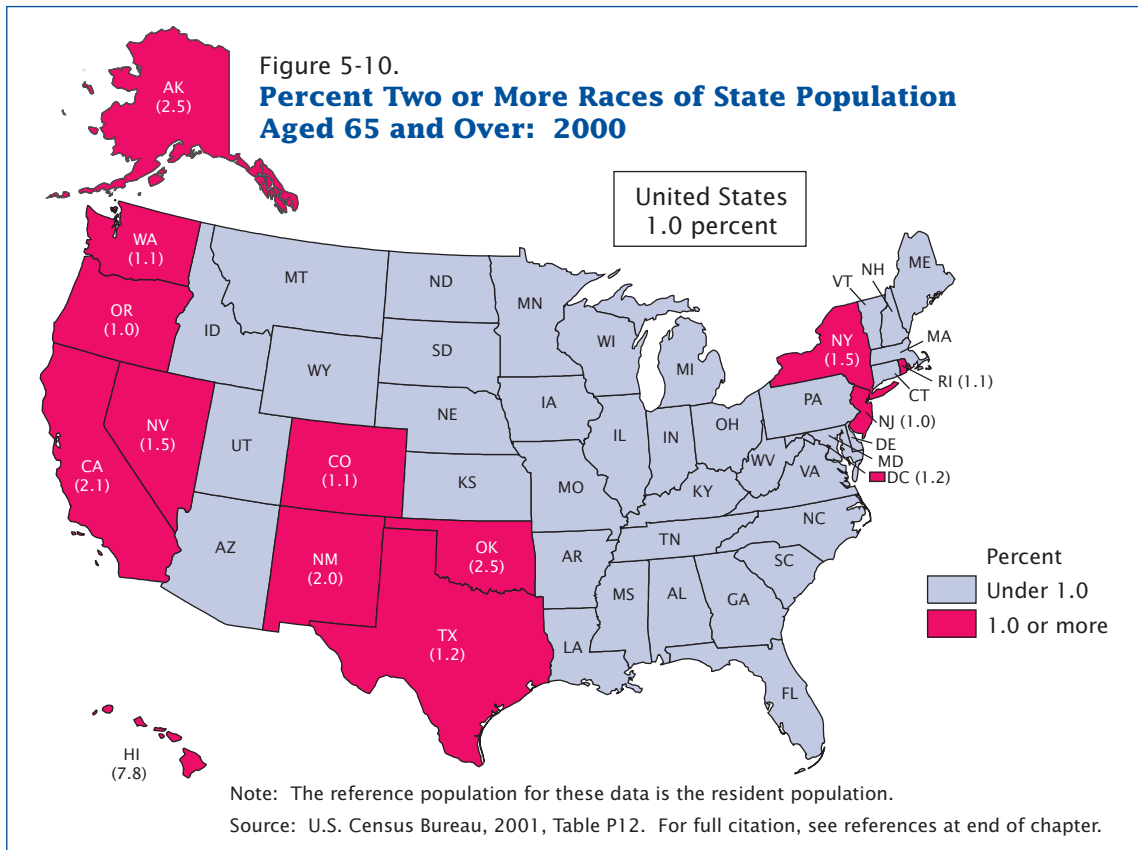 Figure 5-10.
Percent Two or More Races of State Population
Aged 65 and Over: 2000
United States
1.0 percent
AK
(2.5)
WA
(1.1)
OR
(1.0)
CA
(2.1)
NV
(1.5)
ID
MT
WY
UT
AZ
CO
(1.1)
NM
(2.0)
ND
SD
NE
KS
OK
(2.5)
TX
(1.2)
MN
IA
MO
AR
LA
WI
IL
MI
IN
OH
KY
TN
MS
AL
GA
FL
SC
NC
VA
WV
PA
NY
(1.5)
VT
NH
ME
MA
RI (1.1)
CT
NJ (1.0)
DE
MD
DC (1.2)
HI
(7.8)
Percent
Under 1.0
1.0 or more
Note: The reference population for these data is the resident population.
Source: U.S. Census Bureau, 2001, Table P12. For full citation, see references at end of chapter.